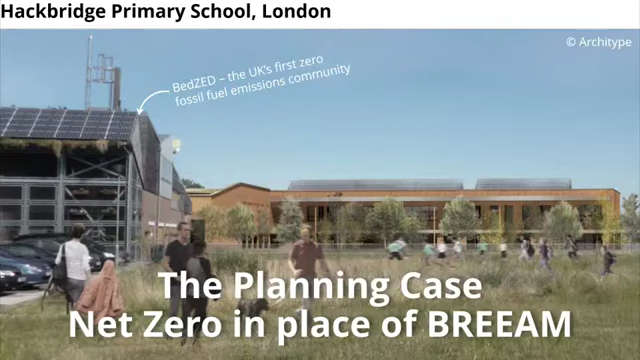 Hackbridge Primary School, London
© Architype
BedZED – the UK's first zero
fossil fuel emissions community
The Planning Case
Net Zero in place of BREEAM